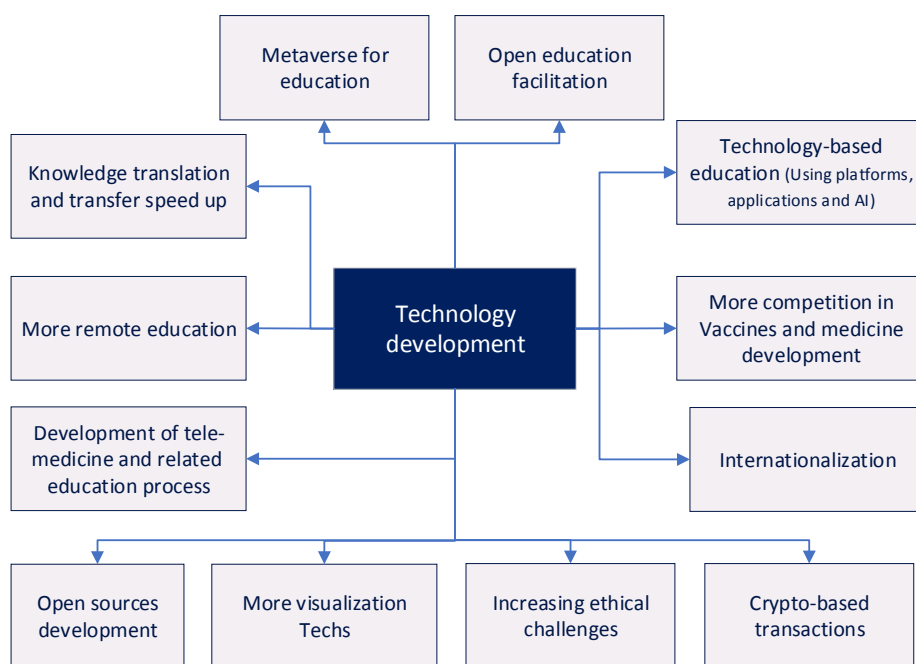 Metaverse for
education
Open education
facilitation
Knowledge translation
and transfer speed up
Technology-based
education (Using platforms,
applications and AI)
Technology
development
More remote education
More competition in
Vaccines and medicine
development
Development of tele-
medicine and related
education process
Internationalization
Open sources
development
More visualization
Techs
Increasing ethical
challenges
Crypto-based
transactions